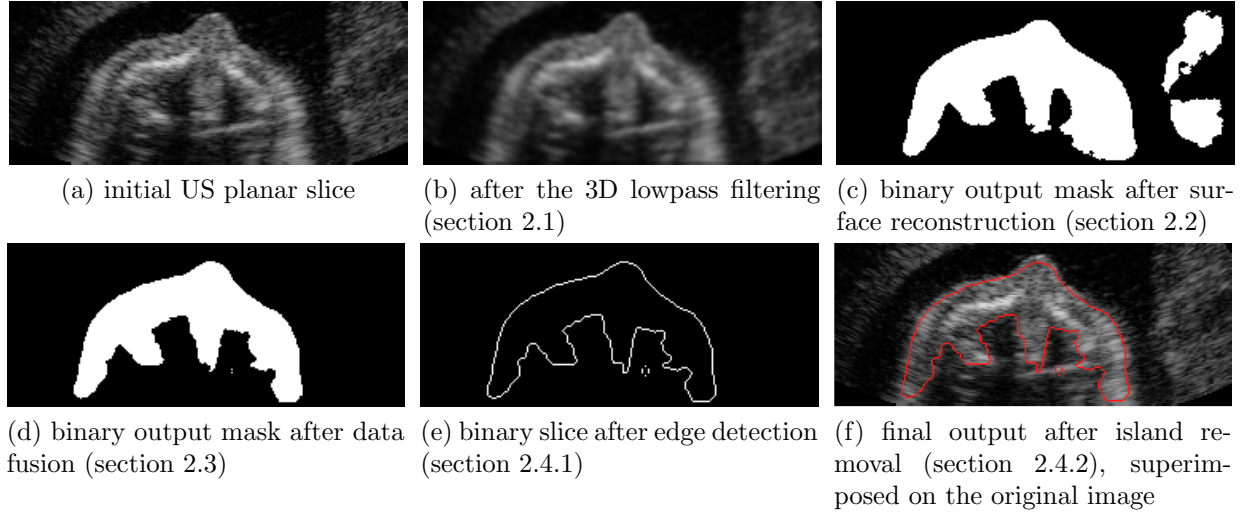 (a) initial US planar slice
(b) after the 3D lowpass filtering
(section 2.1)
(c) binary output mask after sur-
face reconstruction (section 2.2)
(d) binary output mask after data
fusion (section 2.3)
(e) binary slice after edge detection
(section 2.4.1)
(f) final output after island re-
moval (section 2.4.2), superim-
posed on the original image